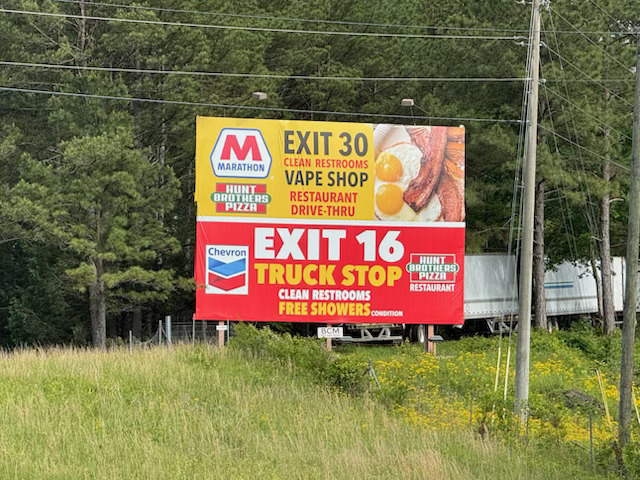 M
MARATHON
HUNT
BROTHERS
PIZZA
EXIT 30
CLEAN RESTROOMS
VAPE SHOP
RESTAURANT
DRIVE-THRU
Chevron
EXIT 16
TRUCK STOP
CLEAN RESTROOMS
FREE SHOWERS CONDITION
HUNT
BROTHERS
PIZZA
RESTAURANT
BCM